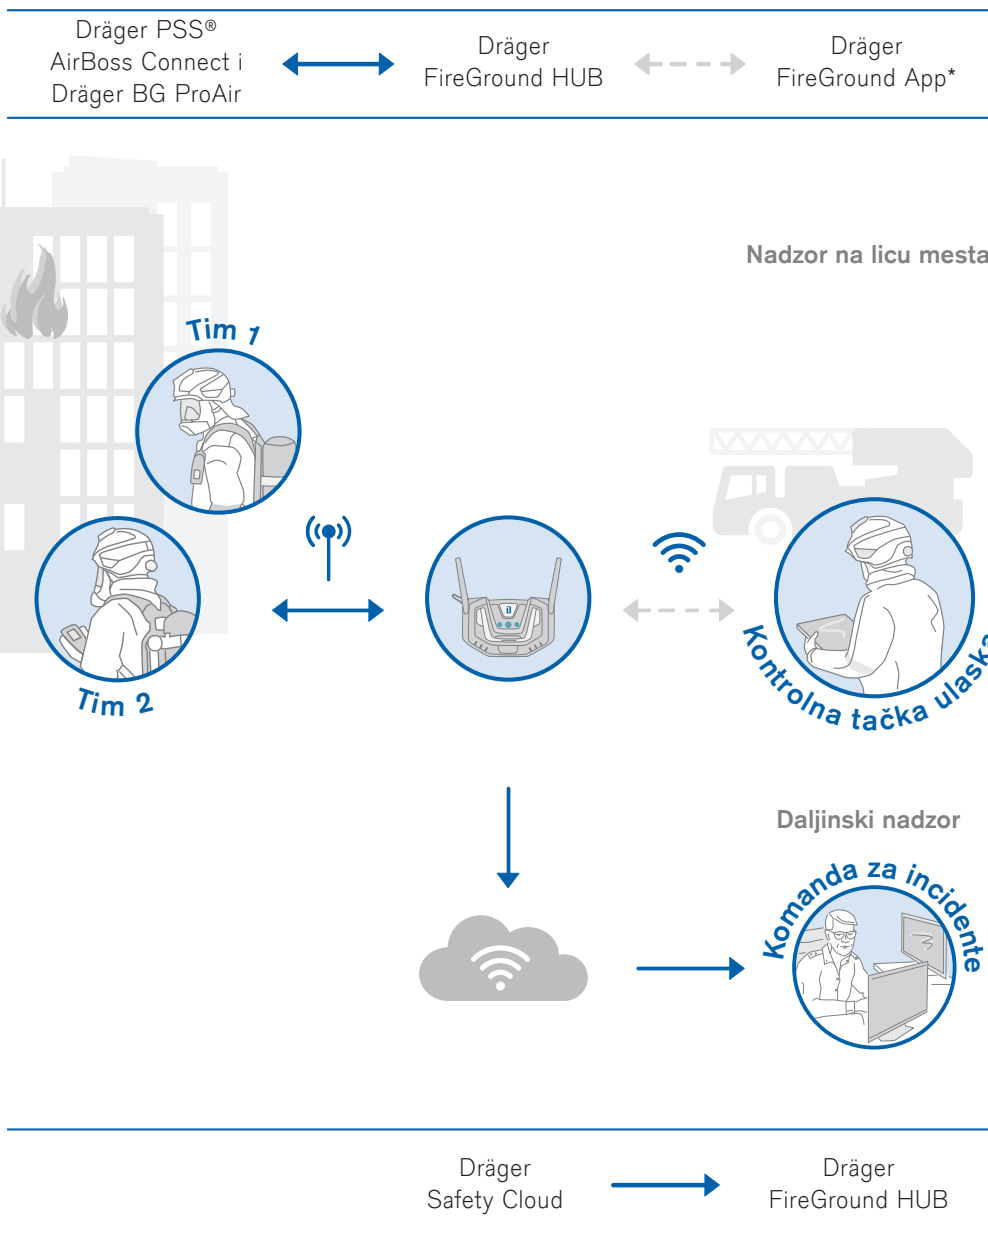 Dräger PSS®
AirBoss Connect i
Dräger BG ProAir
Dräger
FireGround HUB
Dräger
FireGround App*
Nadzor na licu mesta
Tim 1
Tim 2
Kontrolna tačka ulaska
Daljinski nadzor
Komanda za incidente
Dräger
Safety Cloud
Dräger
FireGround HUB